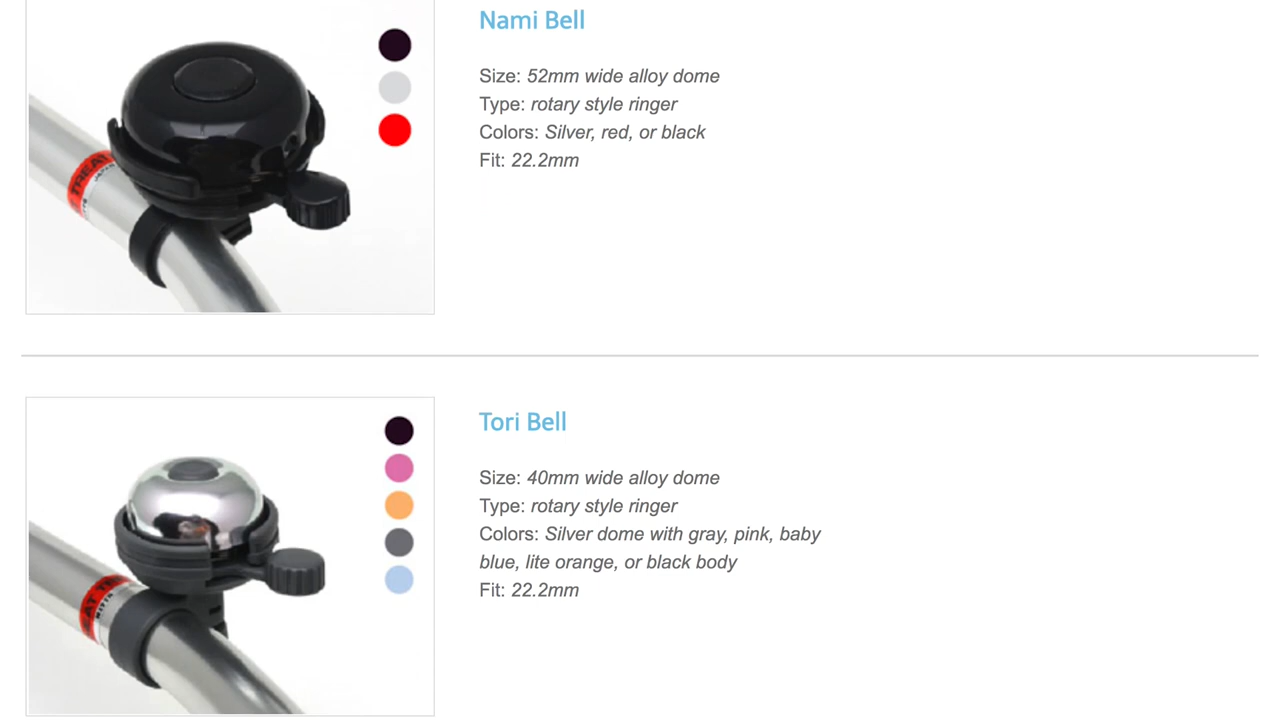 Nami Bell
Size: 52mm wide alloy dome
Type: rotary style ringer
Colors: Silver, red, or black
Fit: 22.2mm
TREAT
JAPAN
Tori Bell
Size: 40mm wide alloy dome
Type: rotary style ringer
Colors: Silver dome with gray, pink, baby
blue, lite orange, or black body
Fit: 22.2mm